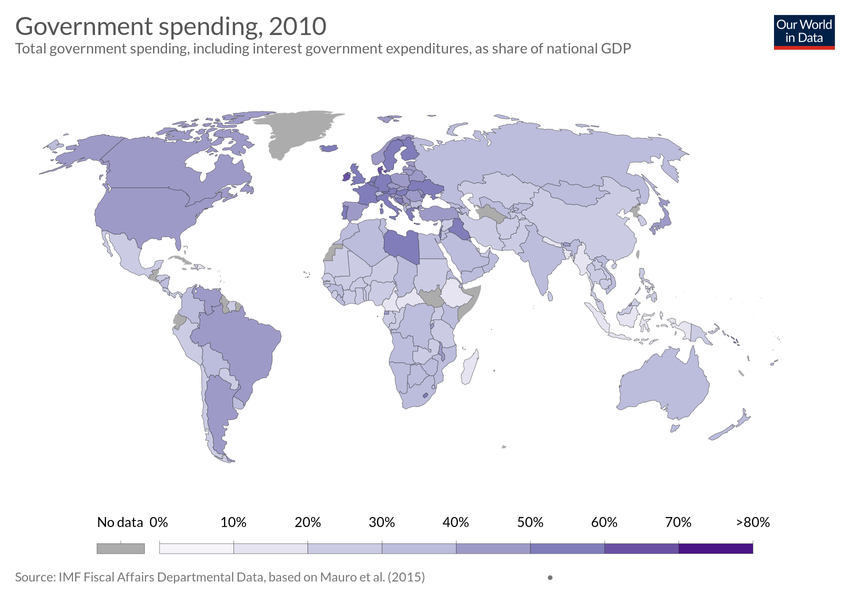 Government spending, 2010
Total government spending, including interest government expenditures, as share of national GDP
Our World
in Data
No data 0% 10% 20% 30% 40% 50% 60% 70% >80%
Source: IMF Fiscal Affairs Departmental Data, based on Mauro et al. (2015) •